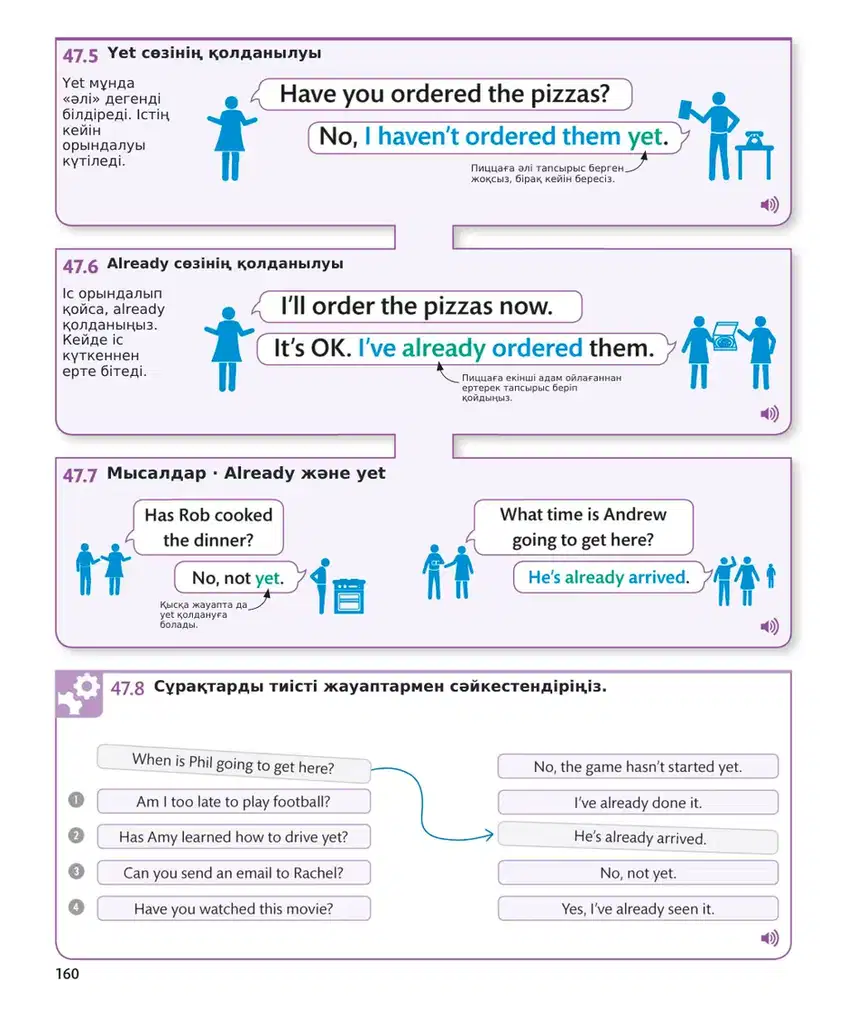 47.5 Yet сөзінің қолданылуы
Yet мұнда
«әлі» дегенді
білдіреді. Істің
кейін
орындалуы
күтіледі.
Have you ordered the pizzas?
No, I haven't ordered them yet.
Пиццаға әлі тапсырыс берген
жоқсыз, бірақ кейін бересіз.
47.6 Already сөзінің қолданылуы
Іс орындалып
қойса, already
қолданыңыз.
Кейде іс
күткеннен
ерте бітеді.
I'll order the pizzas now.
It's OK. I've already ordered them.
Пиццаға екінші адам ойлағаннан
ертерек тапсырыс беріп
қойдыңыз.
47.7 Мысалдар · Already және yet
Has Rob cooked
the dinner?
No, not yet.
Қысқа жауапта да
yet қолдануға
болады.
What time is Andrew
going to get here?
He's already arrived.
47.8 Сұрақтарды тиісті жауаптармен сәйкестендіріңіз.
When is Phil going to get here?
1 Am I too late to play football?
2 Has Amy learned how to drive yet?
3 Can you send an email to Rachel?
4 Have you watched this movie?
No, the game hasn't started yet.
I've already done it.
He's already arrived.
No, not yet.
Yes, I've already seen it.
160